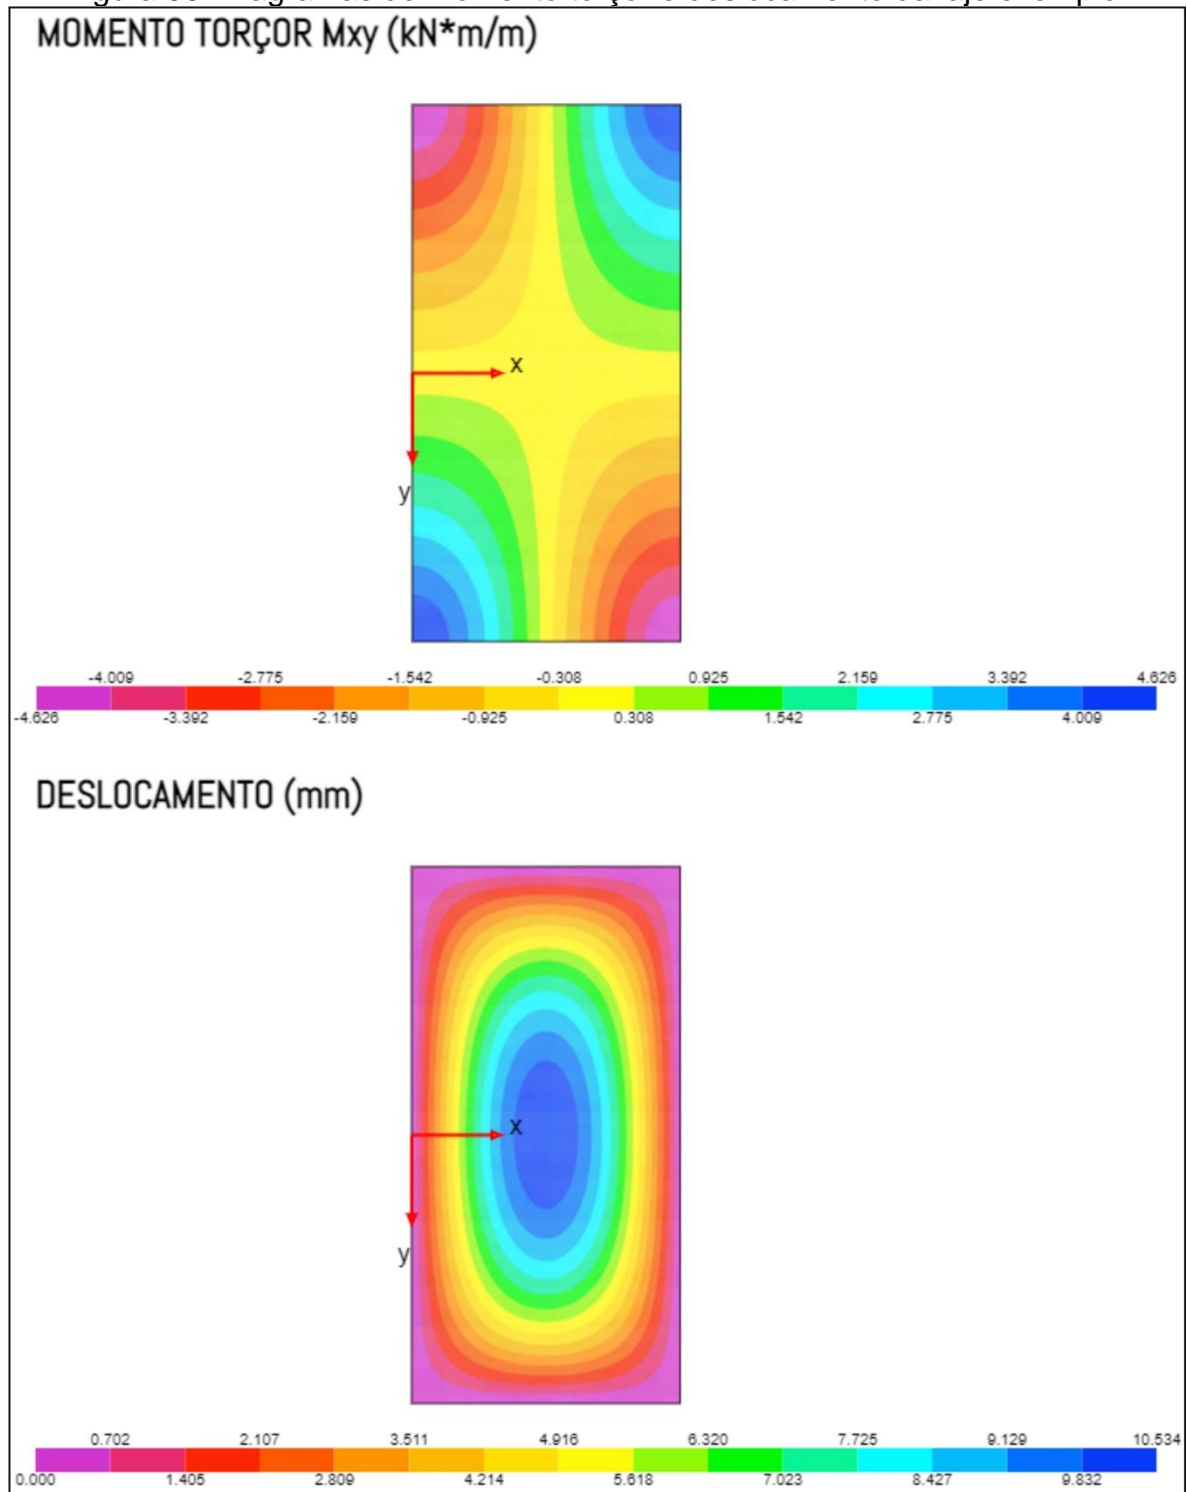 MOMENTO TORÇOR Mxy (kN*m/m)
x
y
-4.009 -2.775 -1.542 -0.308 0.925 2.159 3.392 4.626
-4.626 -3.392 -2.159 -0.925 0.308 1.542 2.775 4.009
DESLOCAMENTO (mm)
x
y
0.702 2.107 3.511 4.916 6.320 7.725 9.129 10.534
0.000 1.405 2.809 4.214 5.618 7.023 8.427 9.832